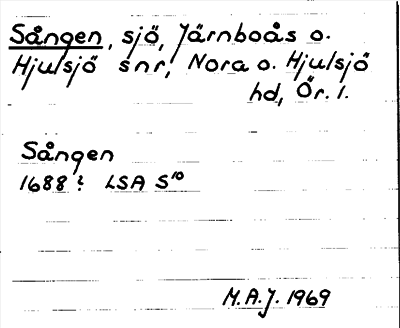 Sången, sjö, Järnboås o.
Hjulsjö snr, Nora o. Hjulsjö
hd, Ör. l.
Sången
1688? LSA S10
M.A.J. 1969